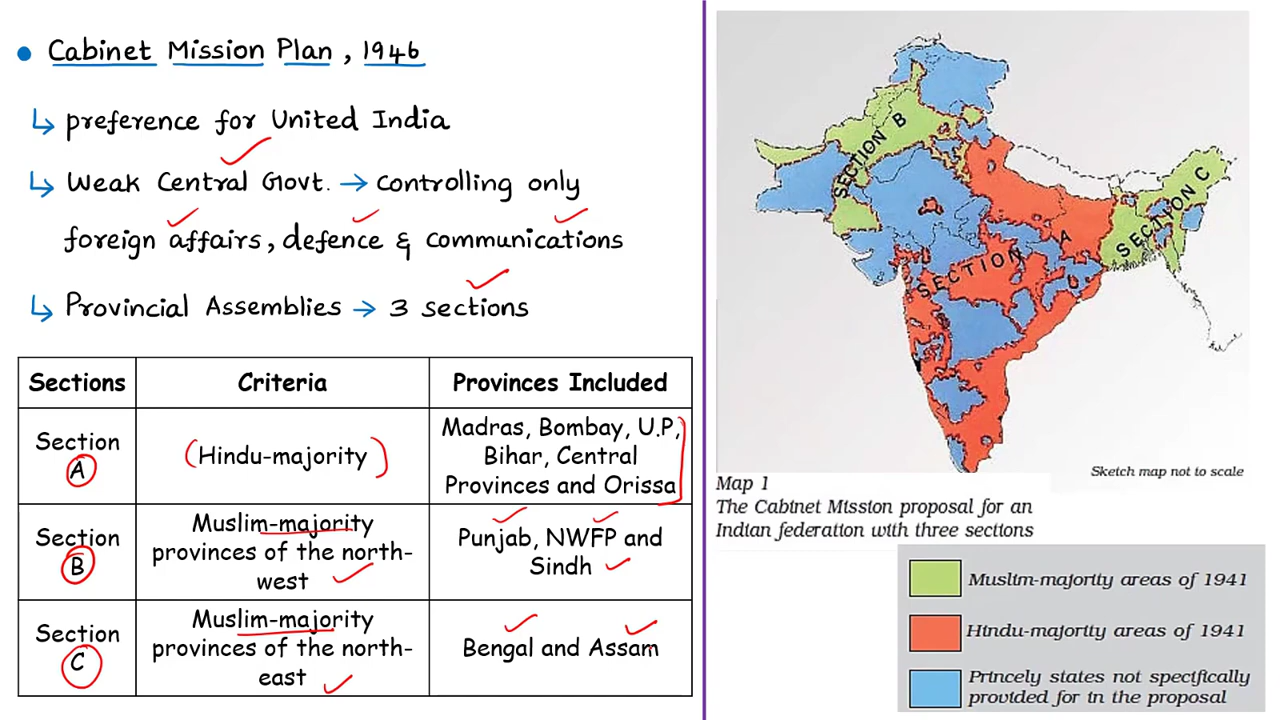 Cabinet Mission Plan, 1946
↳ preference for United India
↳ Weak Central Govt. → controlling only
foreign affairs, defence & communications
↳ Provincial Assemblies → 3 sections
Sections Criteria Provinces Included
Section
A
(Hindu-majority)
Madras, Bombay, U.P,
Bihar, Central
Provinces and Orissa
Section
B
Muslim-majority
provinces of the north-
west
Punjab, NWFP and
Sindh
Section
C
Muslim-majority
provinces of the north-
east
Bengal and Assam
SECTION B
SECTION A
SECTION C
Sketch map not to scale
Map 1
The Cabinet Mission proposal for an
Indian federation with three sections
Muslim-majority areas of 1941
Hindu-majority areas of 1941
Princely states not specifically
provided for in the proposal